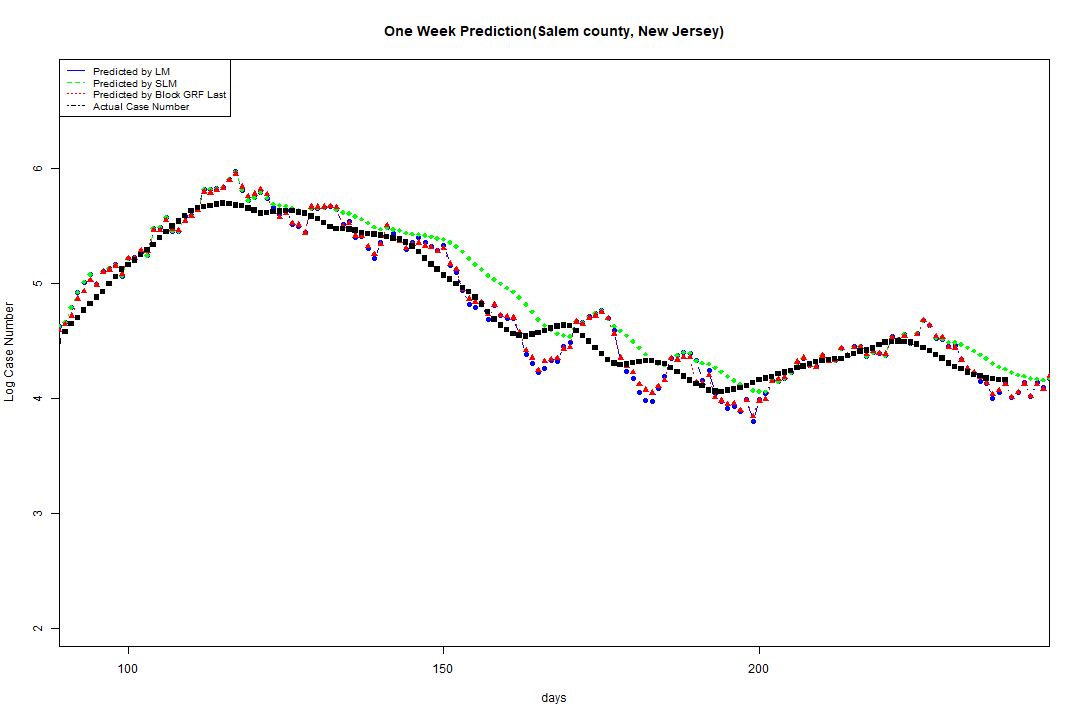 One Week Prediction(Salem county, New Jersey)
Predicted by LM
Predicted by SLM
Predicted by Block GRF Last
Actual Case Number
6
5
4
3
2
Log Case Number
100 150 200
days